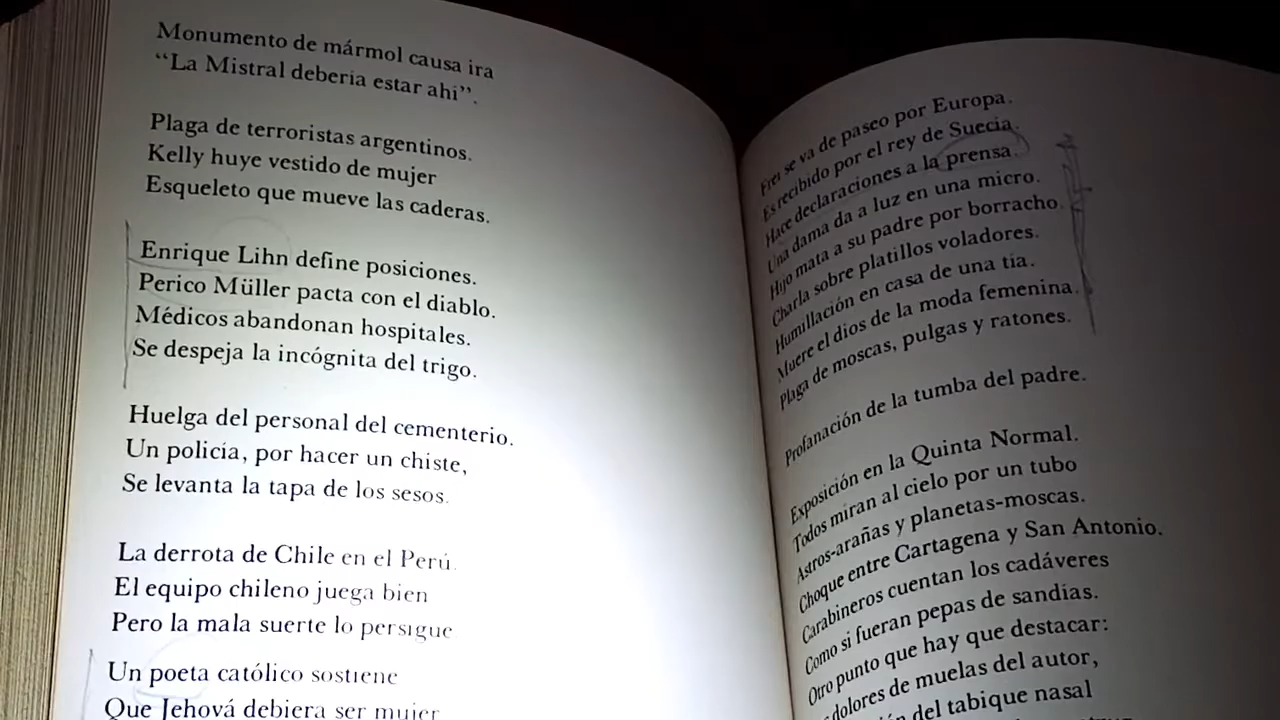 Monumento de mármol causa ira
“La Mistral debería estar ahí”.
Plaga de terroristas argentinos.
Kelly huye vestido de mujer
Esqueleto que mueve las caderas.
Enrique Lihn define posiciones.
Perico Müller pacta con el diablo.
Médicos abandonan hospitales.
Se despeja la incógnita del trigo.
Huelga del personal del cementerio.
Un policía, por hacer un chiste,
Se levanta la tapa de los sesos.
La derrota de Chile en el Perú.
El equipo chileno juega bien
Pero la mala suerte lo persigue
Un poeta católico sostiene
Que Jehová debiera ser mujer
Frei se va de paseo por Europa.
Es recibido por el rey de Suecia.
Hace declaraciones a la prensa.
Una dama da a luz en una micro.
Hijo mata a su padre por borracho.
Charla sobre platillos voladores.
Humillación en casa de una tía.
Muere el dios de la moda femenina.
Plaga de moscas, pulgas y ratones.
Profanación de la tumba del padre.
Exposición en la Quinta Normal.
Todos miran al cielo por un tubo
Astros-arañas y planetas-moscas.
Choque entre Cartagena y San Antonio.
Carabineros cuentan los cadáveres
Como si fueran pepas de sandías.
Otro punto que hay que destacar:
dolores de muelas del autor,
del tabique nasal